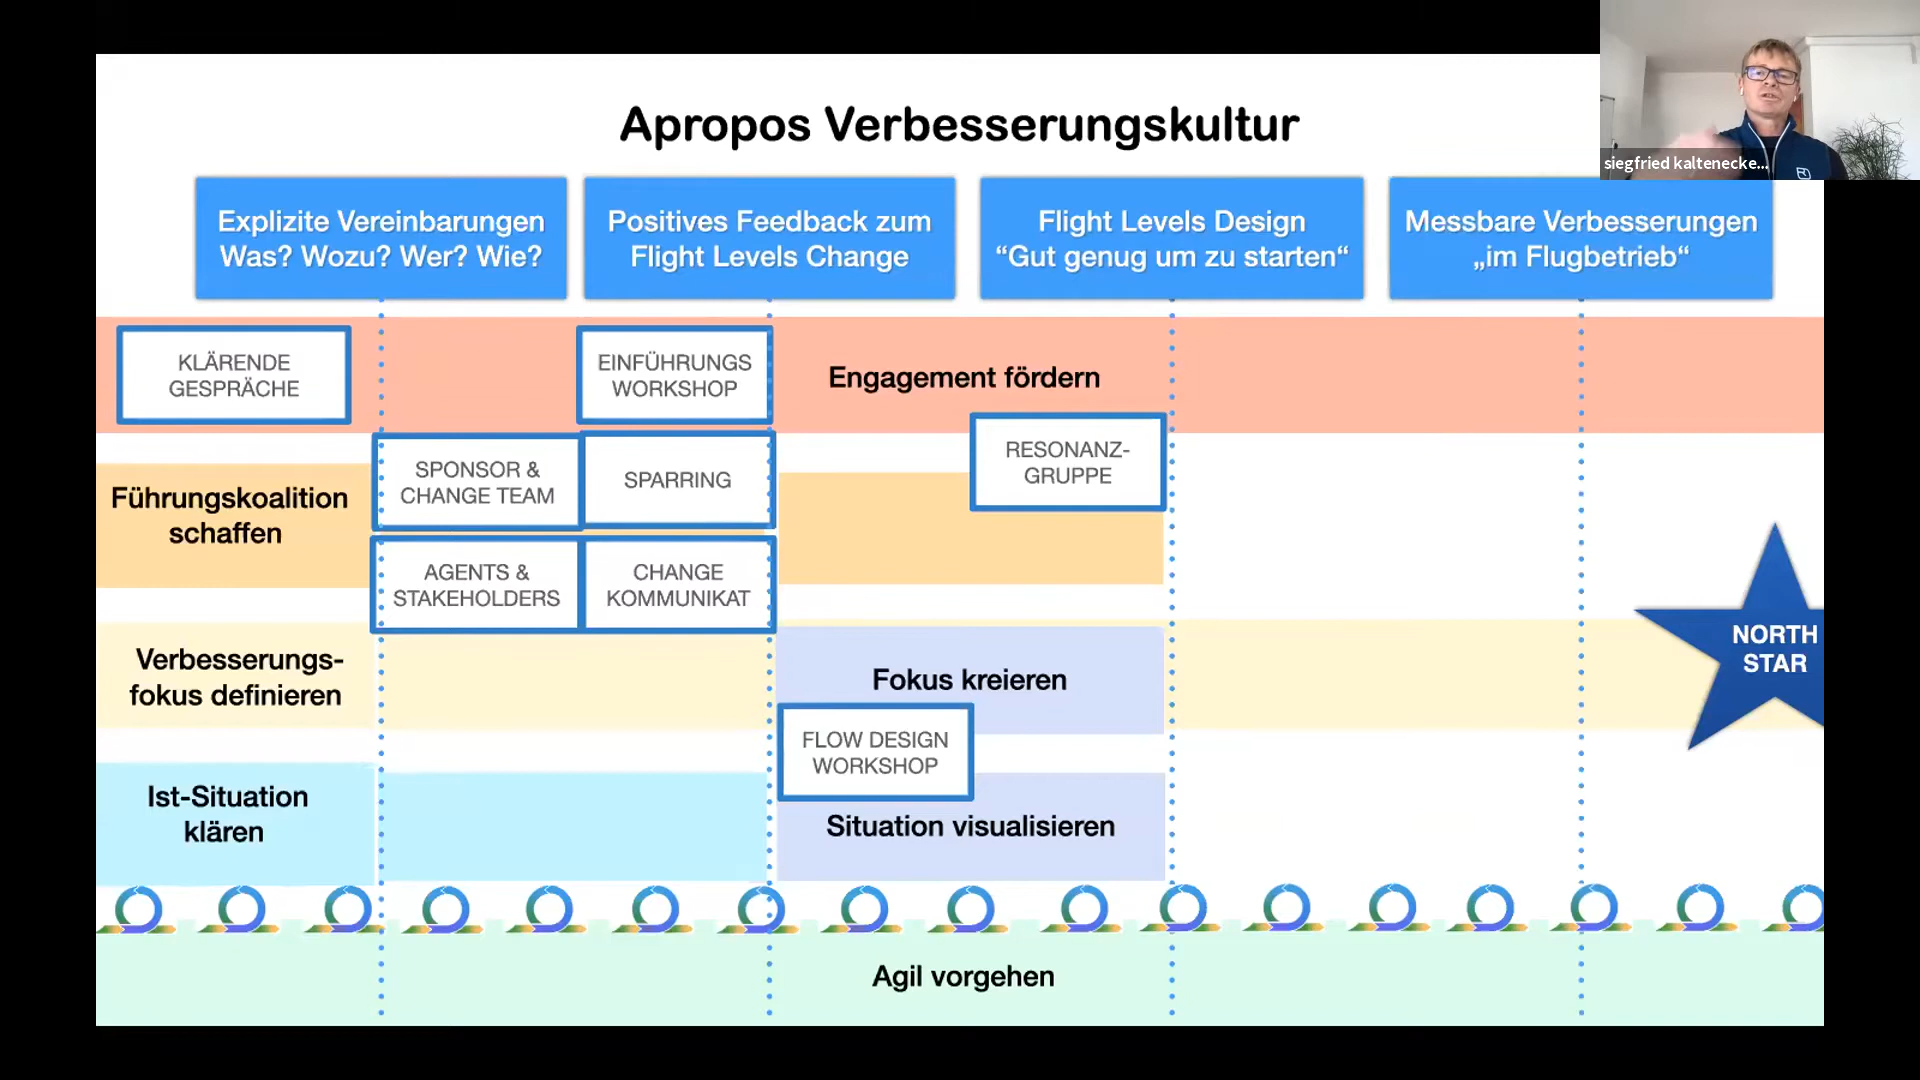 Apropos Verbesserungskultur
siegfried kaltenecke...
Explizite Vereinbarungen
Was? Wozu? Wer? Wie?
Positives Feedback zum
Flight Levels Change
Flight Levels Design
“Gut genug um zu starten“
Messbare Verbesserungen
„im Flugbetrieb“
KLÄRENDE
GESPRÄCHE
EINFÜHRUNGS
WORKSHOP
Engagement fördern
Führungskoalition
schaffen
SPONSOR &
CHANGE TEAM
SPARRING
RESONANZ-
GRUPPE
AGENTS &
STAKEHOLDERS
CHANGE
KOMMUNIKAT
Verbesserungs-
fokus definieren
Fokus kreieren
NORTH
STAR
FLOW DESIGN
WORKSHOP
Ist-Situation
klären
Situation visualisieren
Agil vorgehen